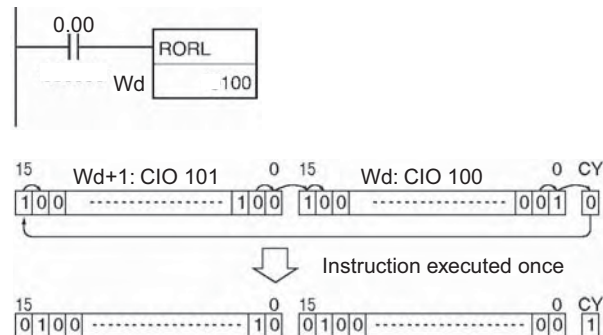 0.00
RORL
Wd 100
15 Wd+1: CIO 101 0 15 Wd: CIO 100 0 CY
1 0 0 1 0 0 1 0 0 0 0 1 0
Instruction executed once
15 0 15 0 CY
0 1 0 0 1 0 0 1 0 0 0 0 1